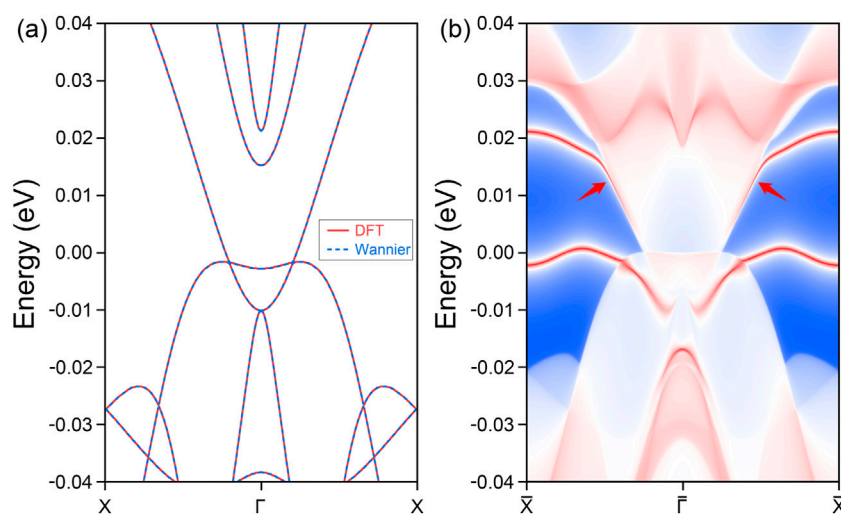 (a)
Energy (eV)
0.04
0.03
0.02
0.01
0.00
-0.01
-0.02
-0.03
-0.04
DFT
Wannier
X Γ X
(b)
Energy (eV)
0.04
0.03
0.02
0.01
0.00
-0.01
-0.02
-0.03
-0.04
X̅ Γ̅ X̅